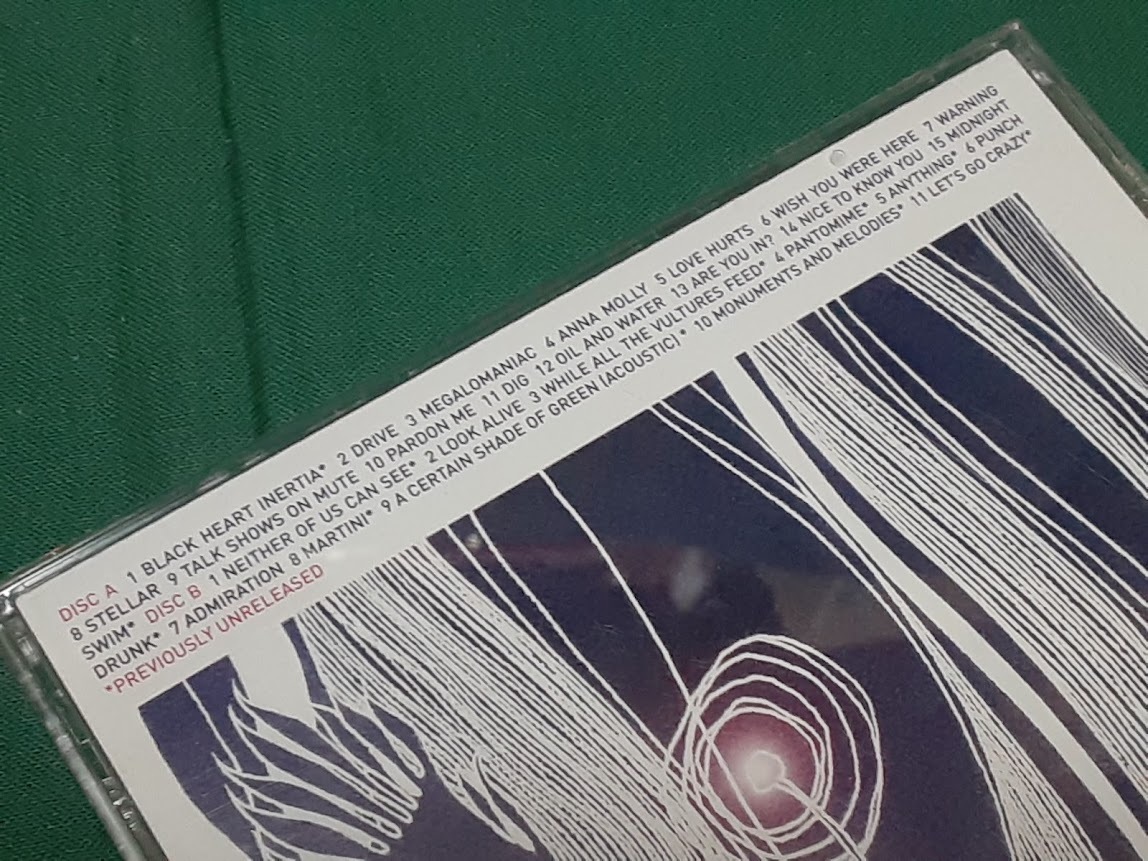 DISC A 1 BLACK HEART INERTIA* 2 DRIVE 3 MEGALOMANIAC 4 ANNA MOLLY 5 LOVE HURTS 6 WISH YOU WERE HERE 7 WARNING
8 STELLAR 9 TALK SHOWS ON MUTE 10 PARDON ME 11 DIG 12 OIL AND WATER 13 ARE YOU IN? 14 NICE TO KNOW YOU 15 MIDNIGHT
SWIM* DISC B 1 NEITHER OF US CAN SEE* 2 LOOK ALIVE 3 WHILE ALL THE VULTURES FEED* 4 PANTOMIME* 5 ANYTHING* 6 PUNCH
DRUNK* 7 ADMIRATION 8 MARTINI* 9 A CERTAIN SHADE OF GREEN (ACOUSTIC)* 10 MONUMENTS AND MELODIES* 11 LET'S GO CRAZY*
*PREVIOUSLY UNRELEASED